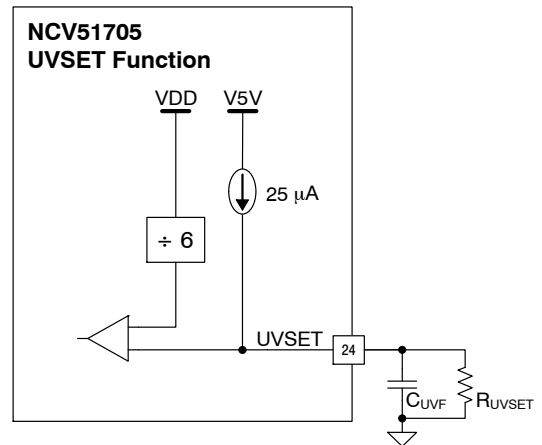 NCV51705
UVSET Function
VDD V5V
25 μA
÷ 6
UVSET
24
CUVF RUVSET